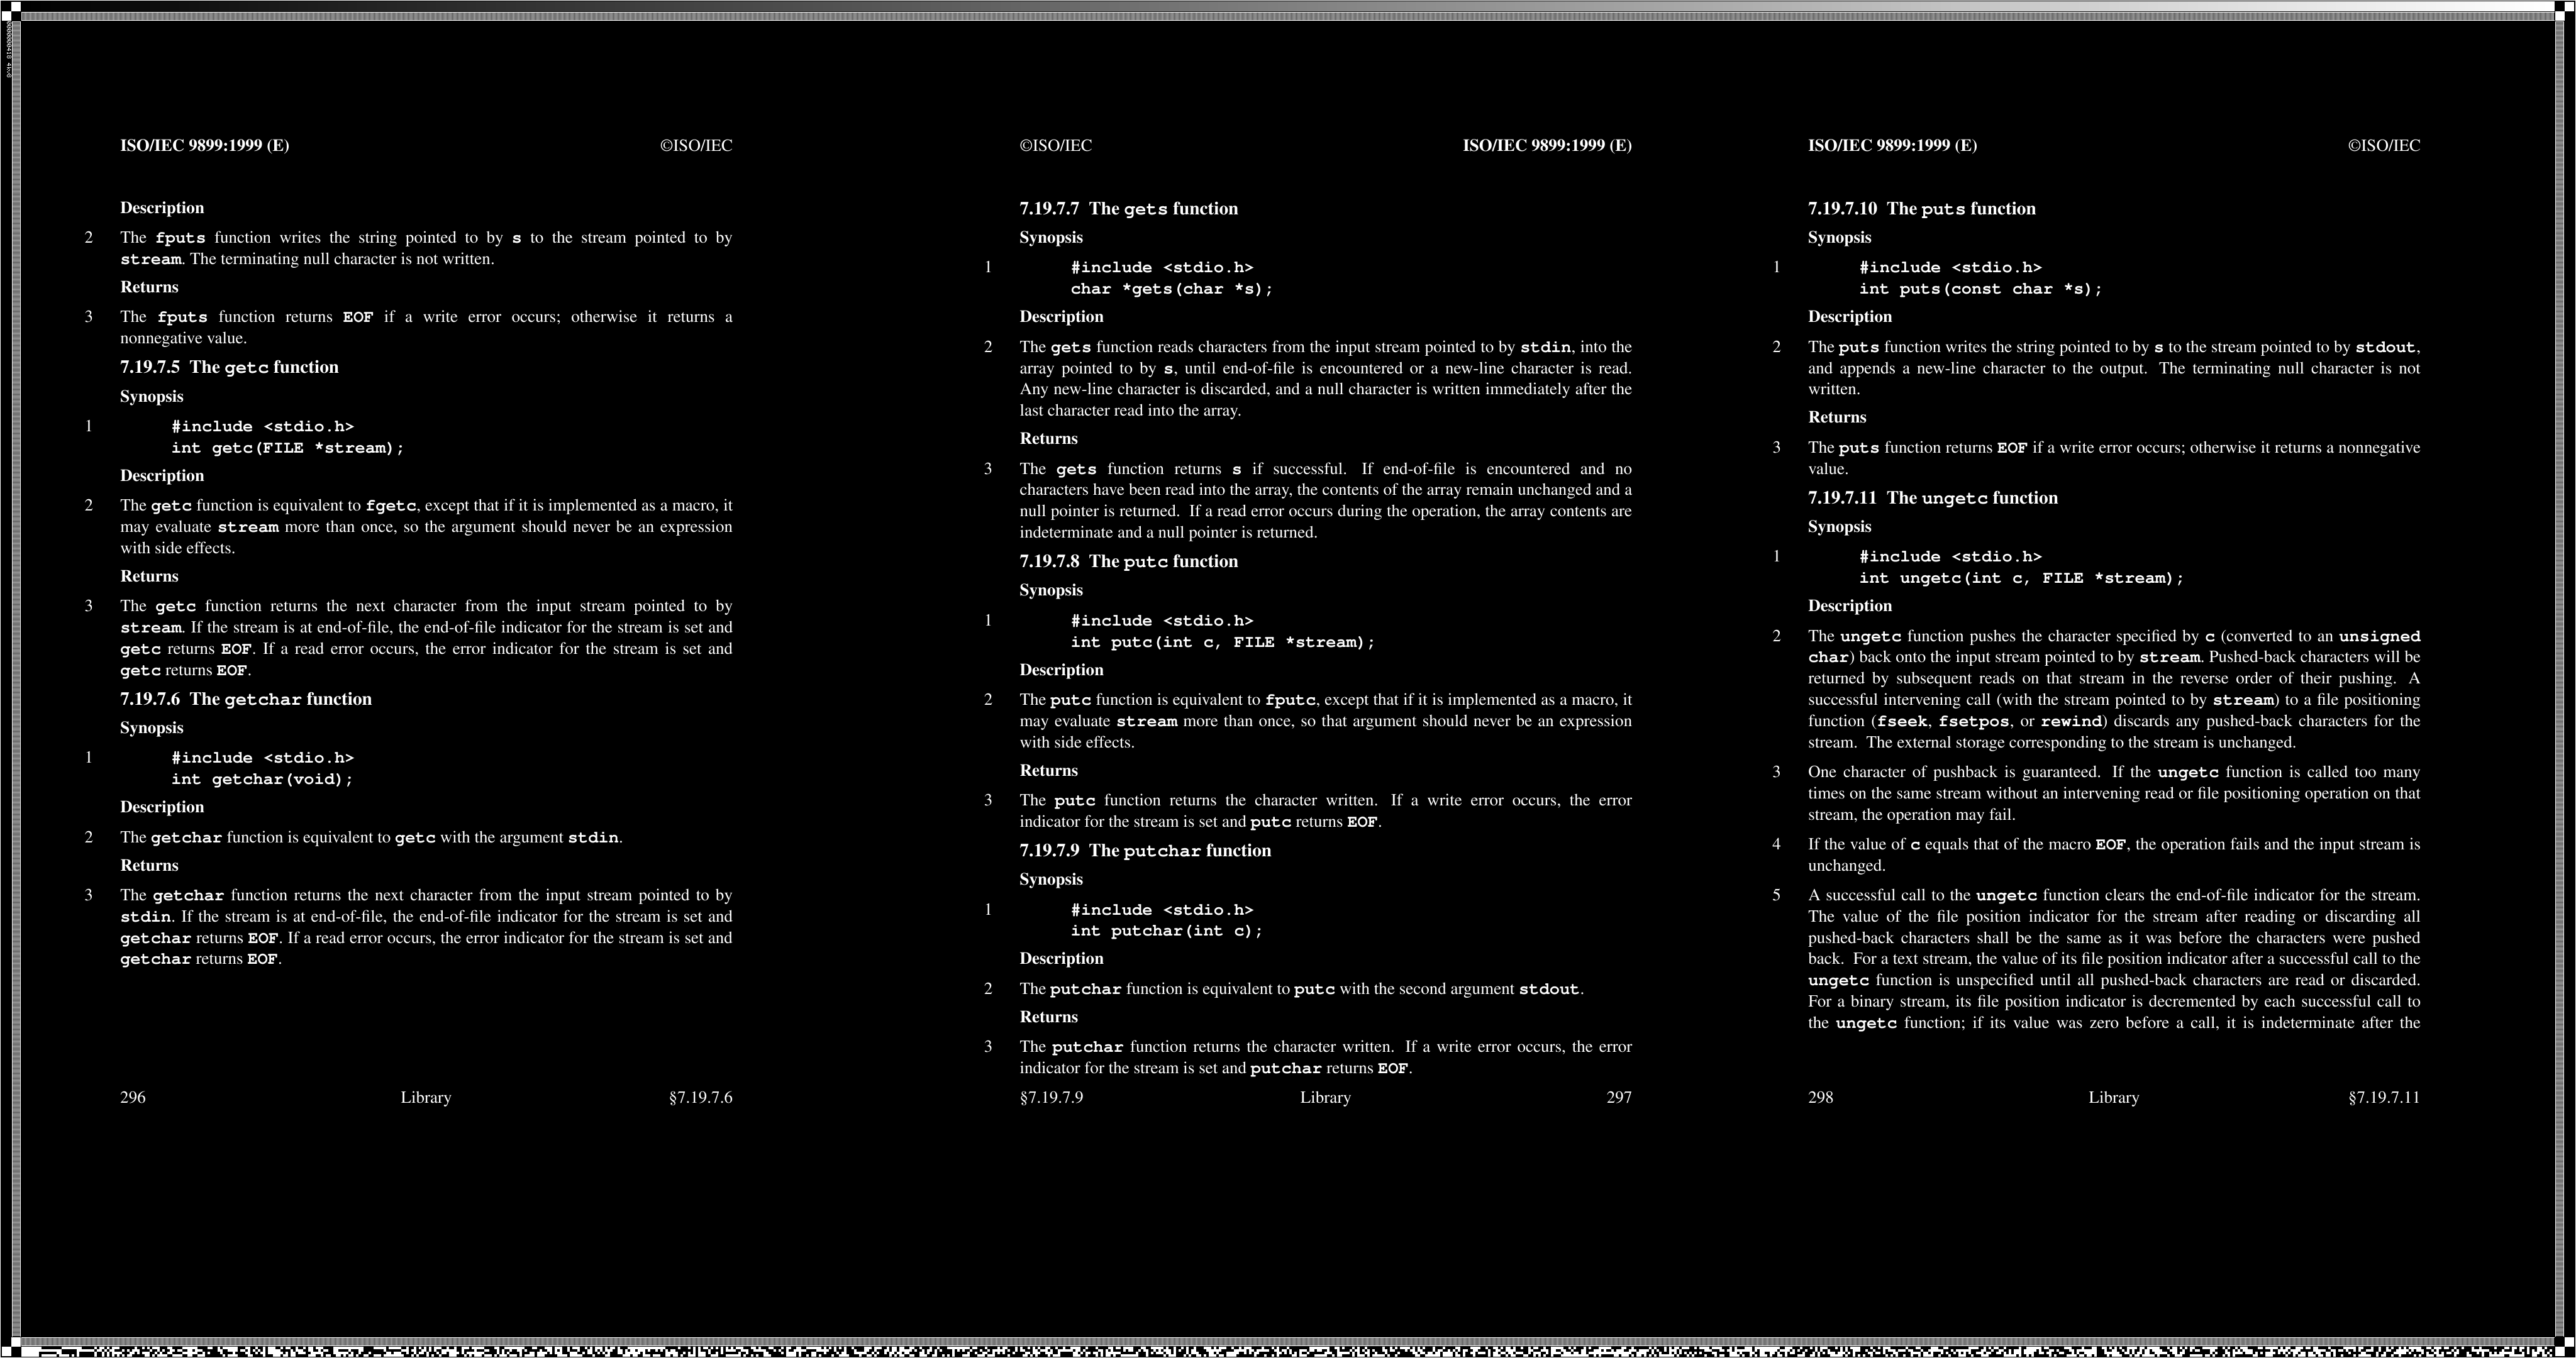 ISO/IEC 9899:1999 (E) ©ISO/IEC
Description
2 The fputs function writes the string pointed to by s to the stream pointed to by
stream. The terminating null character is not written.
Returns
3 The fputs function returns EOF if a write error occurs; otherwise it returns a
nonnegative value.
7.19.7.5 The getc function
Synopsis
1 #include <stdio.h>
int getc(FILE *stream);
Description
2 The getc function is equivalent to fgetc, except that if it is implemented as a macro, it
may evaluate stream more than once, so the argument should never be an expression
with side effects.
Returns
3 The getc function returns the next character from the input stream pointed to by
stream. If the stream is at end-of-file, the end-of-file indicator for the stream is set and
getc returns EOF. If a read error occurs, the error indicator for the stream is set and
getc returns EOF.
7.19.7.6 The getchar function
Synopsis
1 #include <stdio.h>
int getchar(void);
Description
2 The getchar function is equivalent to getc with the argument stdin.
Returns
3 The getchar function returns the next character from the input stream pointed to by
stdin. If the stream is at end-of-file, the end-of-file indicator for the stream is set and
getchar returns EOF. If a read error occurs, the error indicator for the stream is set and
getchar returns EOF.
296 Library §7.19.7.6
©ISO/IEC ISO/IEC 9899:1999 (E)
7.19.7.7 The gets function
Synopsis
1 #include <stdio.h>
char *gets(char *s);
Description
2 The gets function reads characters from the input stream pointed to by stdin, into the
array pointed to by s, until end-of-file is encountered or a new-line character is read.
Any new-line character is discarded, and a null character is written immediately after the
last character read into the array.
Returns
3 The gets function returns s if successful. If end-of-file is encountered and no
characters have been read into the array, the contents of the array remain unchanged and a
null pointer is returned. If a read error occurs during the operation, the array contents are
indeterminate and a null pointer is returned.
7.19.7.8 The putc function
Synopsis
1 #include <stdio.h>
int putc(int c, FILE *stream);
Description
2 The putc function is equivalent to fputc, except that if it is implemented as a macro, it
may evaluate stream more than once, so that argument should never be an expression
with side effects.
Returns
3 The putc function returns the character written. If a write error occurs, the error
indicator for the stream is set and putc returns EOF.
7.19.7.9 The putchar function
Synopsis
1 #include <stdio.h>
int putchar(int c);
Description
2 The putchar function is equivalent to putc with the second argument stdout.
Returns
3 The putchar function returns the character written. If a write error occurs, the error
indicator for the stream is set and putchar returns EOF.
§7.19.7.9 Library 297
ISO/IEC 9899:1999 (E) ©ISO/IEC
7.19.7.10 The puts function
Synopsis
1 #include <stdio.h>
int puts(const char *s);
Description
2 The puts function writes the string pointed to by s to the stream pointed to by stdout,
and appends a new-line character to the output. The terminating null character is not
written.
Returns
3 The puts function returns EOF if a write error occurs; otherwise it returns a nonnegative
value.
7.19.7.11 The ungetc function
Synopsis
1 #include <stdio.h>
int ungetc(int c, FILE *stream);
Description
2 The ungetc function pushes the character specified by c (converted to an unsigned
char) back onto the input stream pointed to by stream. Pushed-back characters will be
returned by subsequent reads on that stream in the reverse order of their pushing. A
successful intervening call (with the stream pointed to by stream) to a file positioning
function (fseek, fsetpos, or rewind) discards any pushed-back characters for the
stream. The external storage corresponding to the stream is unchanged.
3 One character of pushback is guaranteed. If the ungetc function is called too many
times on the same stream without an intervening read or file positioning operation on that
stream, the operation may fail.
4 If the value of c equals that of the macro EOF, the operation fails and the input stream is
unchanged.
5 A successful call to the ungetc function clears the end-of-file indicator for the stream.
The value of the file position indicator for the stream after reading or discarding all
pushed-back characters shall be the same as it was before the characters were pushed
back. For a text stream, the value of its file position indicator after a successful call to the
ungetc function is unspecified until all pushed-back characters are read or discarded.
For a binary stream, its file position indicator is decremented by each successful call to
the ungetc function; if its value was zero before a call, it is indeterminate after the
298 Library §7.19.7.11